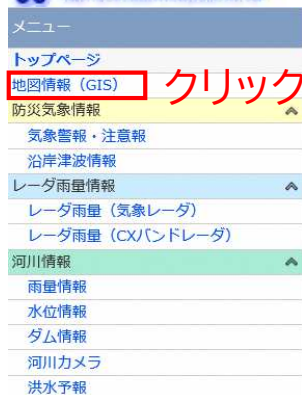 メニュー
トップページ
地図情報（GIS） クリック
防災気象情報
気象警報・注意報
沿岸津波情報
レーダ雨量情報
レーダ雨量（気象レーダ）
レーダ雨量（CXバンドレーダ）
河川情報
雨量情報
水位情報
ダム情報
河川カメラ
洪水予報